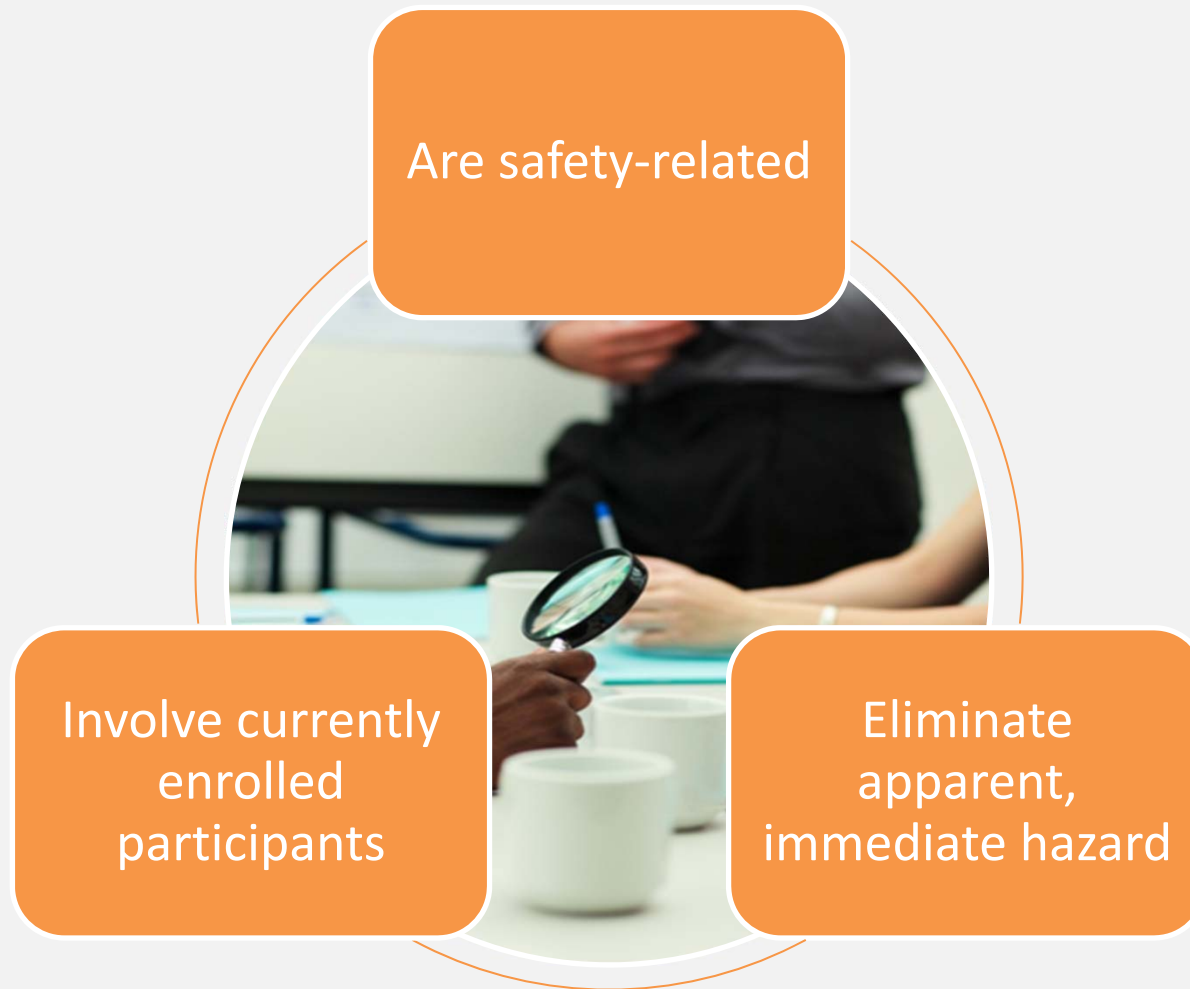 Are safety-related
Involve currently
enrolled
participants
Eliminate
apparent,
immediate hazard